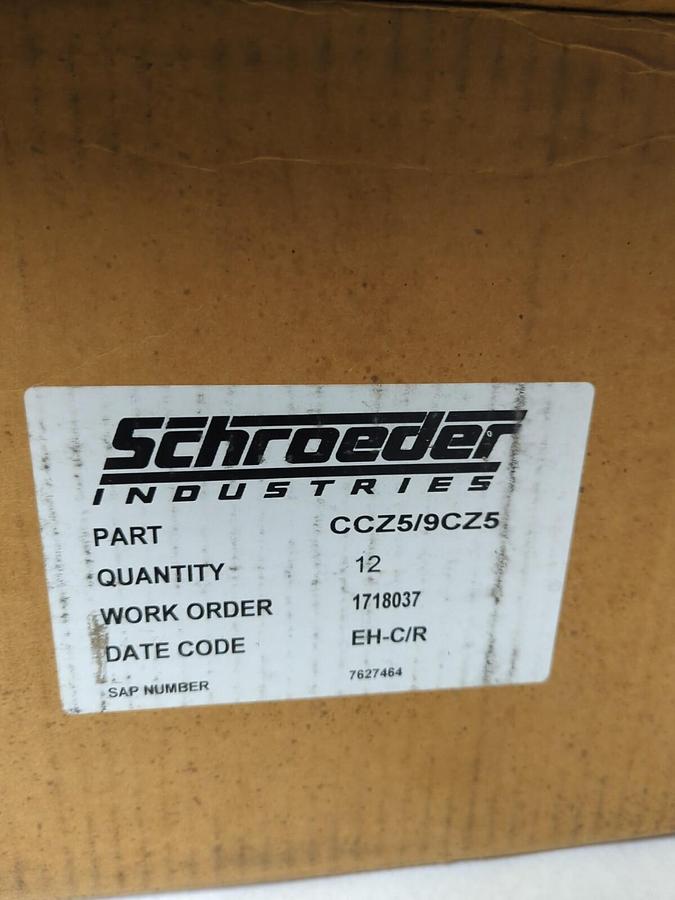 Schroeder
INDUSTRIES
PART CCZ5/9CZ5
QUANTITY 12
WORK ORDER 1718037
DATE CODE EH-C/R
SAP NUMBER 7627464